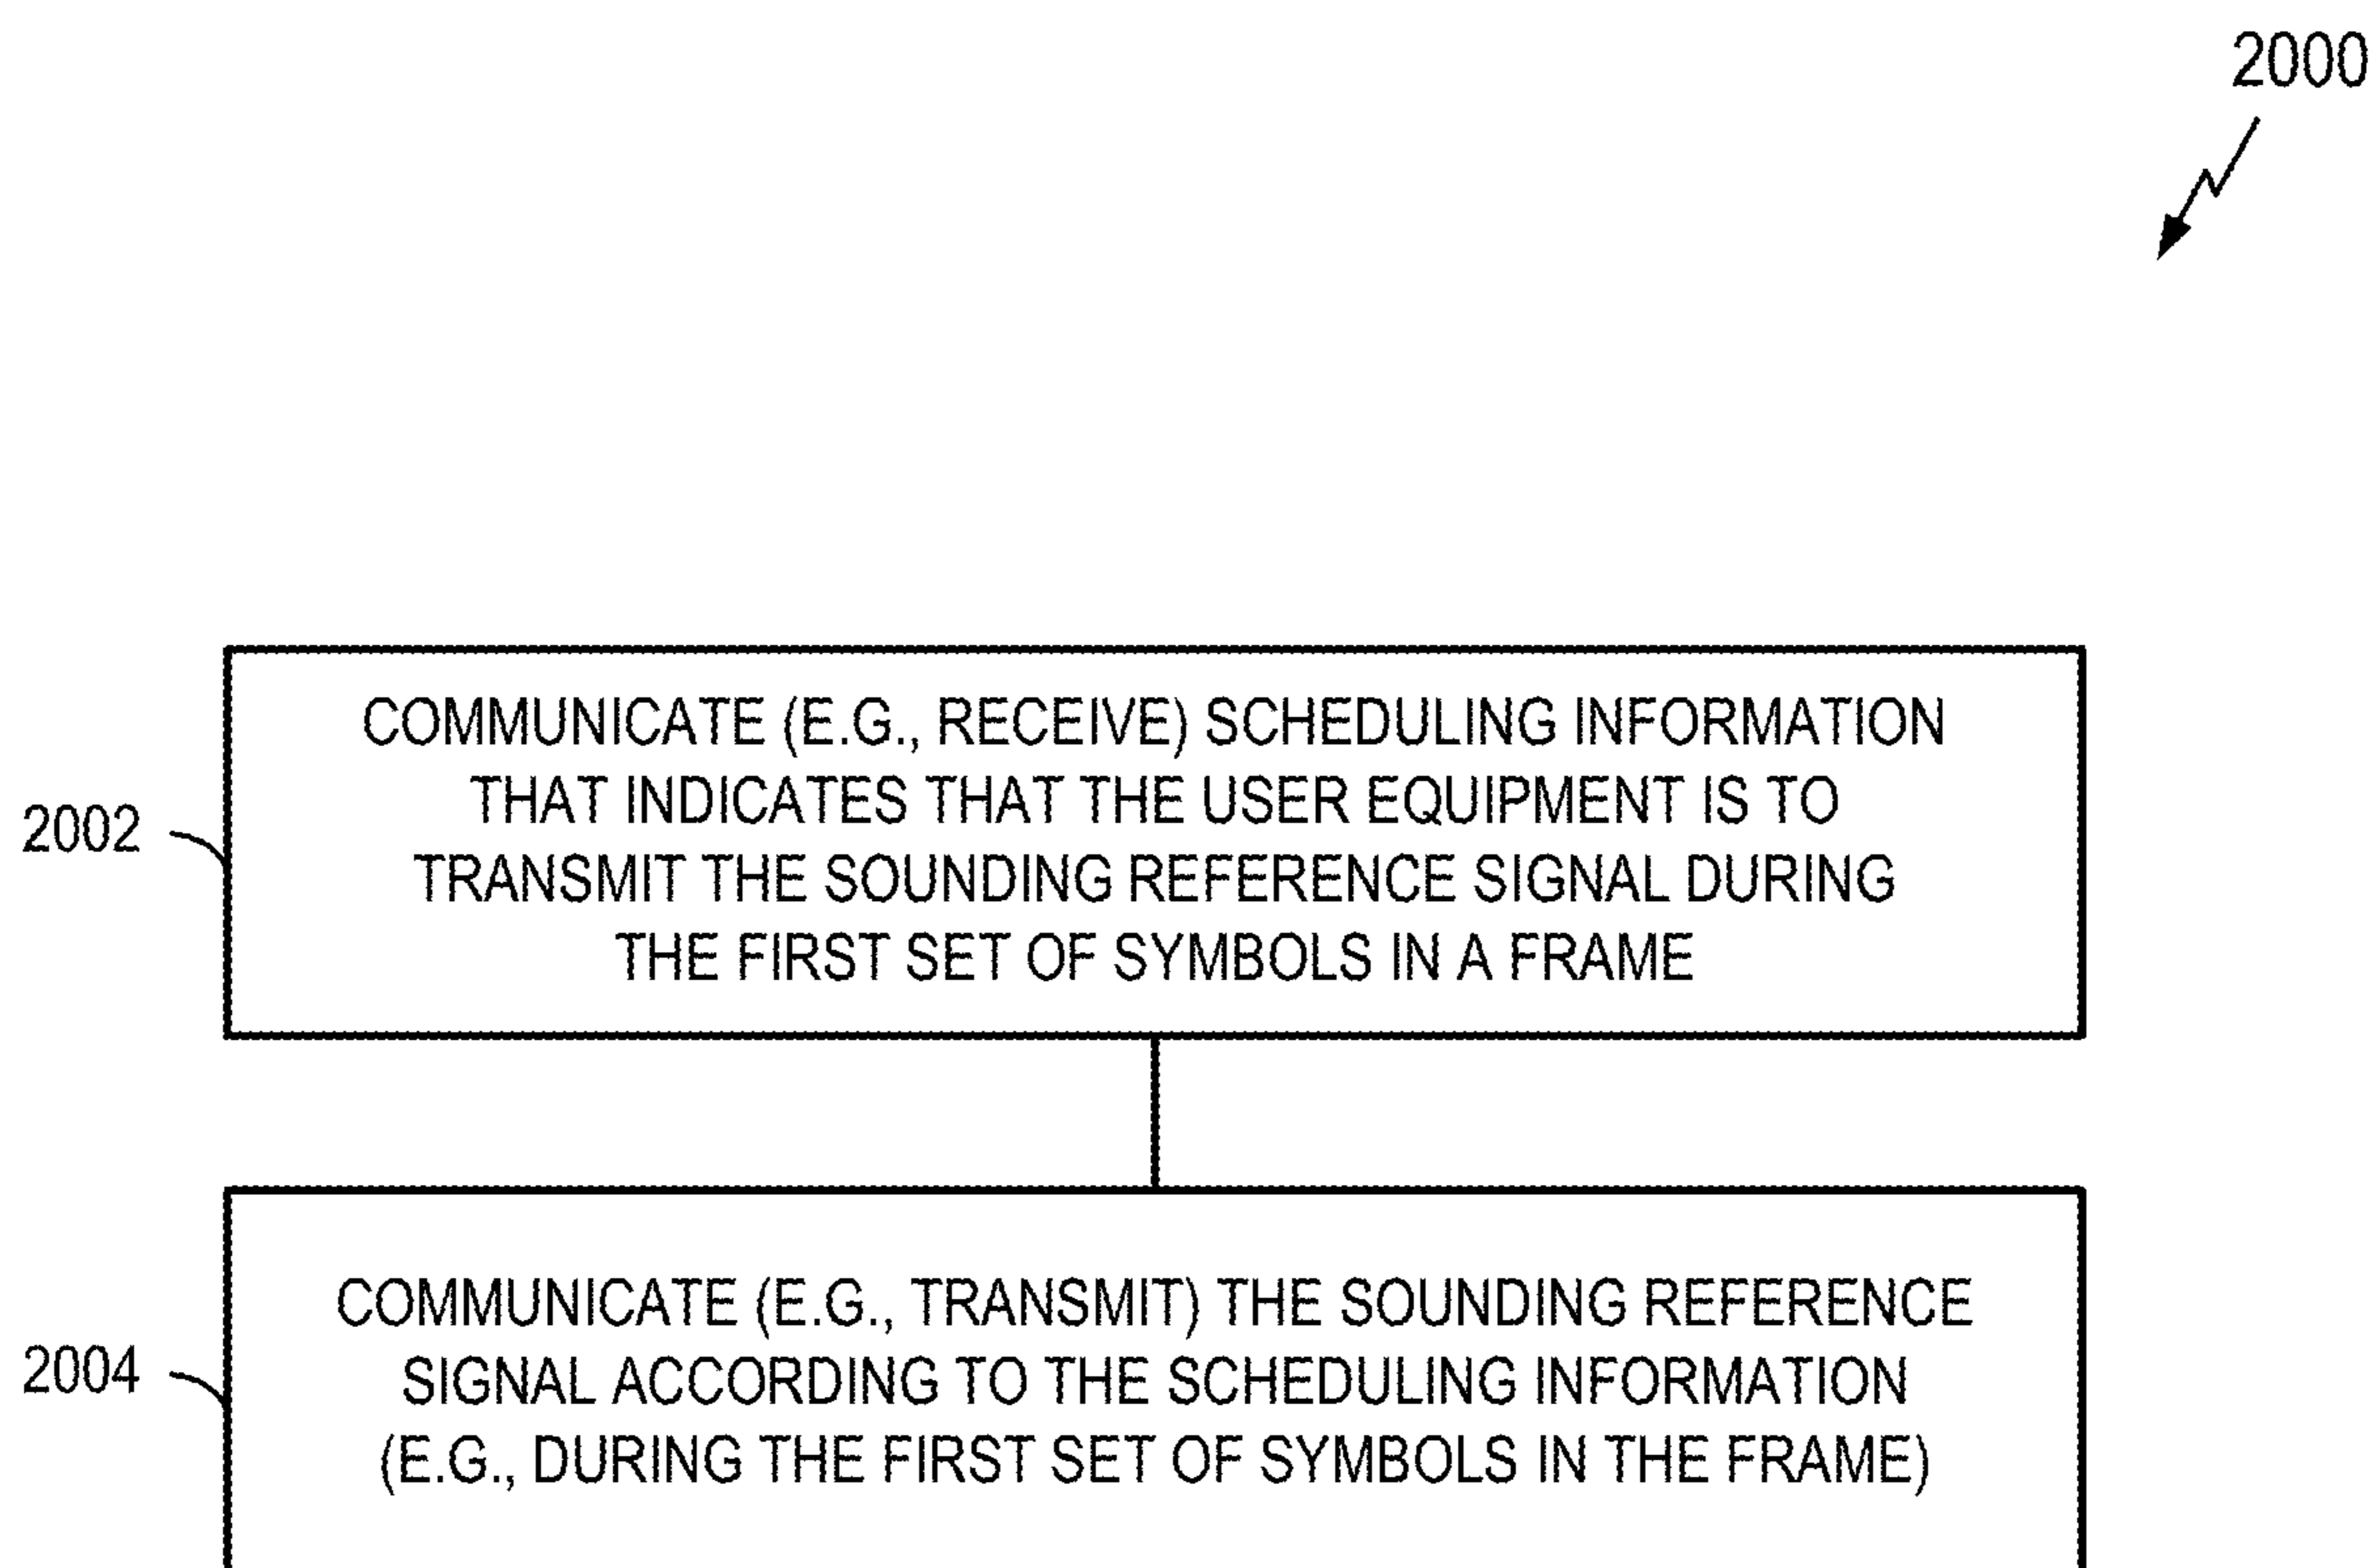 2000
2002
COMMUNICATE (E.G., RECEIVE) SCHEDULING INFORMATION
THAT INDICATES THAT THE USER EQUIPMENT IS TO
TRANSMIT THE SOUNDING REFERENCE SIGNAL DURING
THE FIRST SET OF SYMBOLS IN A FRAME
2004
COMMUNICATE (E.G., TRANSMIT) THE SOUNDING REFERENCE
SIGNAL ACCORDING TO THE SCHEDULING INFORMATION
(E.G., DURING THE FIRST SET OF SYMBOLS IN THE FRAME)